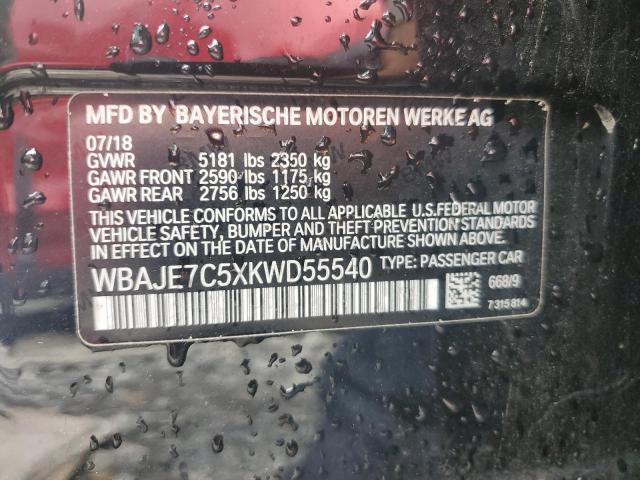 MFD BY BAYERISCHE MOTOREN WERKE AG
07/18
GVWR 5181 lbs 2350 kg
GAWR FRONT 2590 lbs 1175 kg
GAWR REAR 2756 lbs 1250 kg
THIS VEHICLE CONFORMS TO ALL APPLICABLE U.S.FEDERAL MOTOR
VEHICLE SAFETY, BUMPER AND THEFT PREVENTION STANDARDS
IN EFFECT ON THE DATE OF MANUFACTURE SHOWN ABOVE.
WBAJE7C5XKWD55540 TYPE: PASSENGER CAR
668/9
7315814